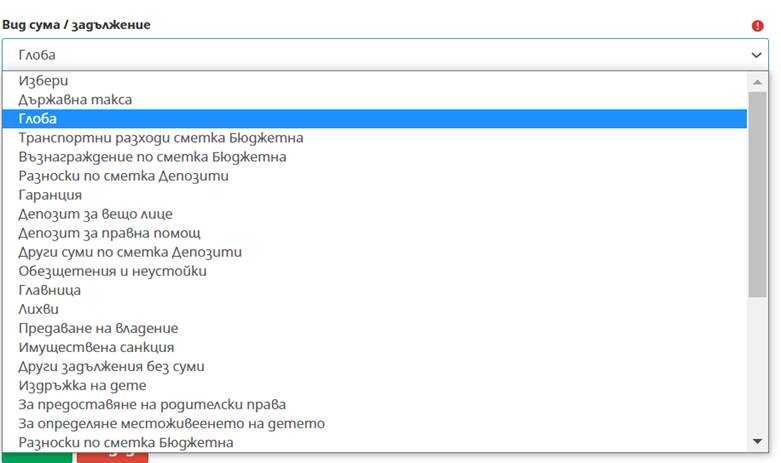 Вид сума / задължение
Глоба
Избери
Държавна такса
Глоба
Транспортни разходи сметка Бюджетна
Възнаграждение по сметка Бюджетна
Разноски по сметка Депозити
Гаранция
Депозит за вещо лице
Депозит за правна помощ
Други суми по сметка Депозити
Обезщетения и неустойки
Главница
Лихви
Предаване на владение
Имуществена санкция
Други задължения без суми
Издръжка на дете
За предоставяне на родителски права
За определяне местоживеенето на детето
Разноски по сметка Бюджетна